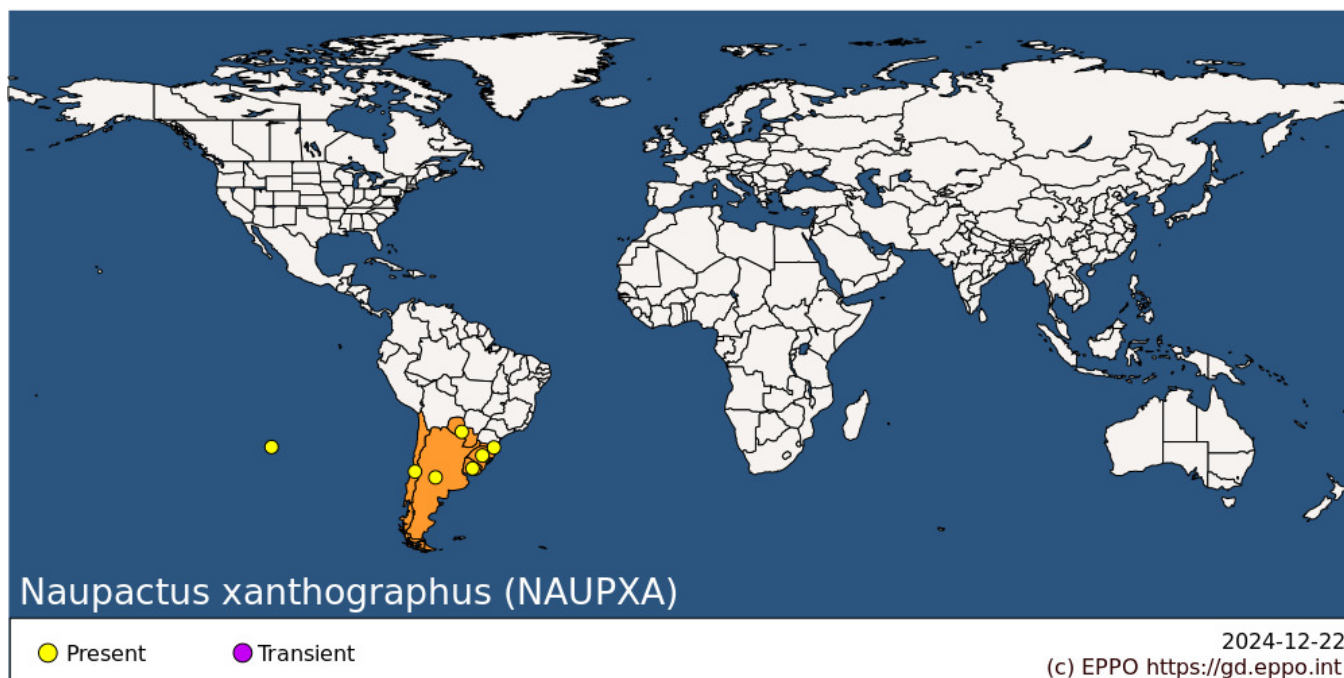 Naupactus xanthographus (NAUPXA)
Present
Transient
2024-12-22
(c) EPPO https://gd.eppo.int